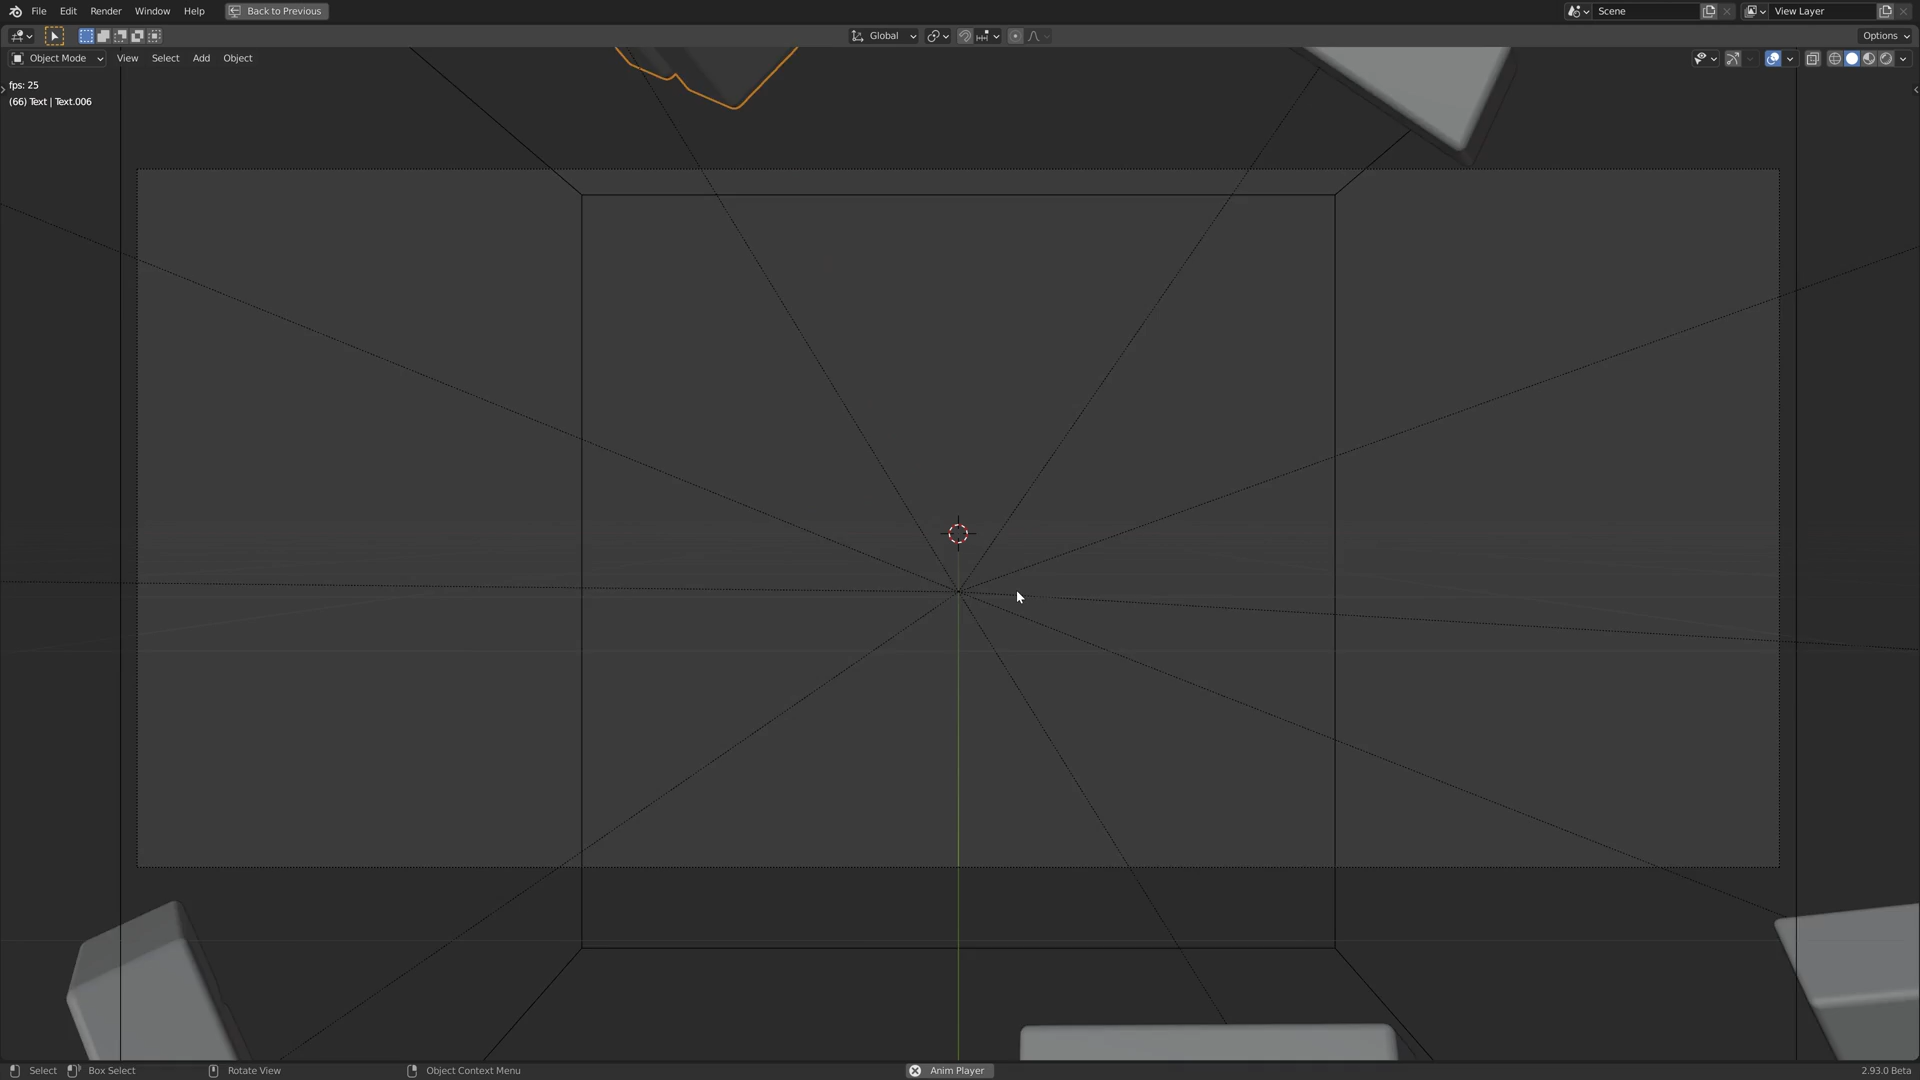 File Edit Render Window Help Back to Previous Scene View Layer
Global Options
Object Mode View Select Add Object
fps: 25
(66) Text | Text.006
Select Box Select Rotate View Object Context Menu Anim Player 2.93.0 Beta